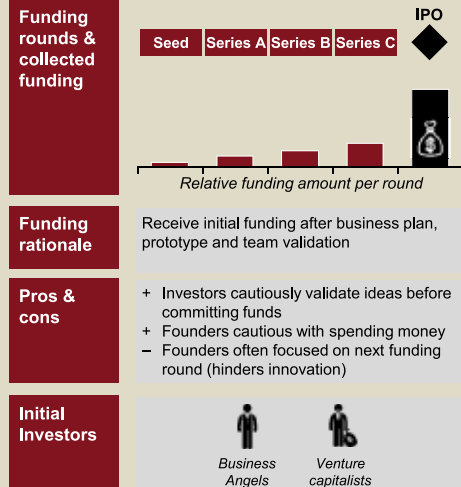 Funding
rounds &
collected
funding
IPO
Seed Series A Series B Series C
$
Relative funding amount per round
Funding
rationale
Receive initial funding after business plan,
prototype and team validation
Pros &
cons
+ Investors cautiously validate ideas before
committing funds
+ Founders cautious with spending money
– Founders often focused on next funding
round (hinders innovation)
Initial
Investors
Business
Angels
Venture
capitalists